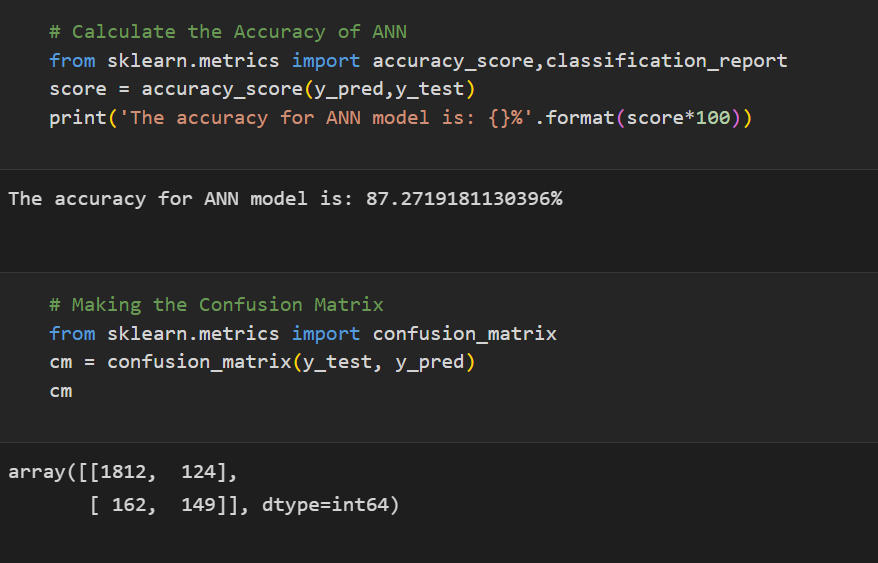 # Calculate the Accuracy of ANN
from sklearn.metrics import accuracy_score,classification_report
score = accuracy_score(y_pred,y_test)
print('The accuracy for ANN model is: {}%'.format(score*100))
The accuracy for ANN model is: 87.2719181130396%
# Making the Confusion Matrix
from sklearn.metrics import confusion_matrix
cm = confusion_matrix(y_test, y_pred)
cm
array([[1812,  124],
       [ 162,  149]], dtype=int64)